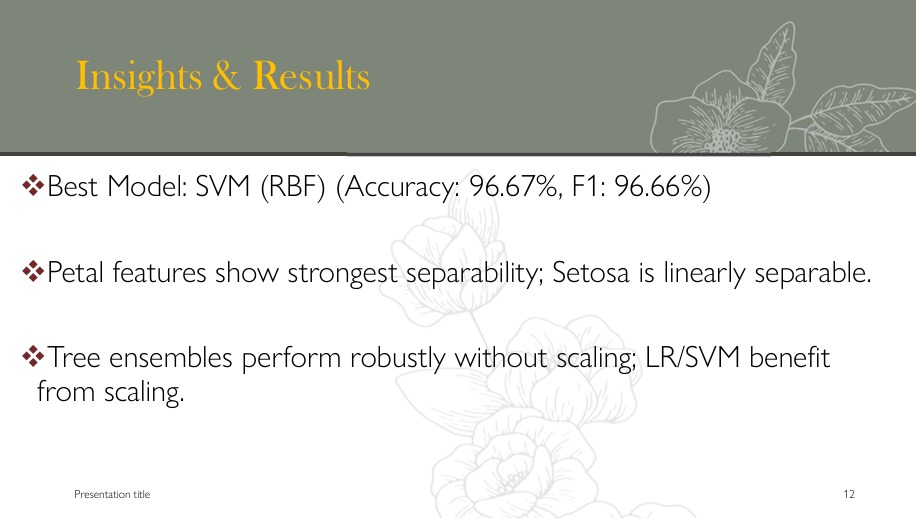 Insights & Results
❖Best Model: SVM (RBF) (Accuracy: 96.67%, F1: 96.66%)
❖Petal features show strongest separability; Setosa is linearly separable.
❖Tree ensembles perform robustly without scaling; LR/SVM benefit
from scaling.
Presentation title
12